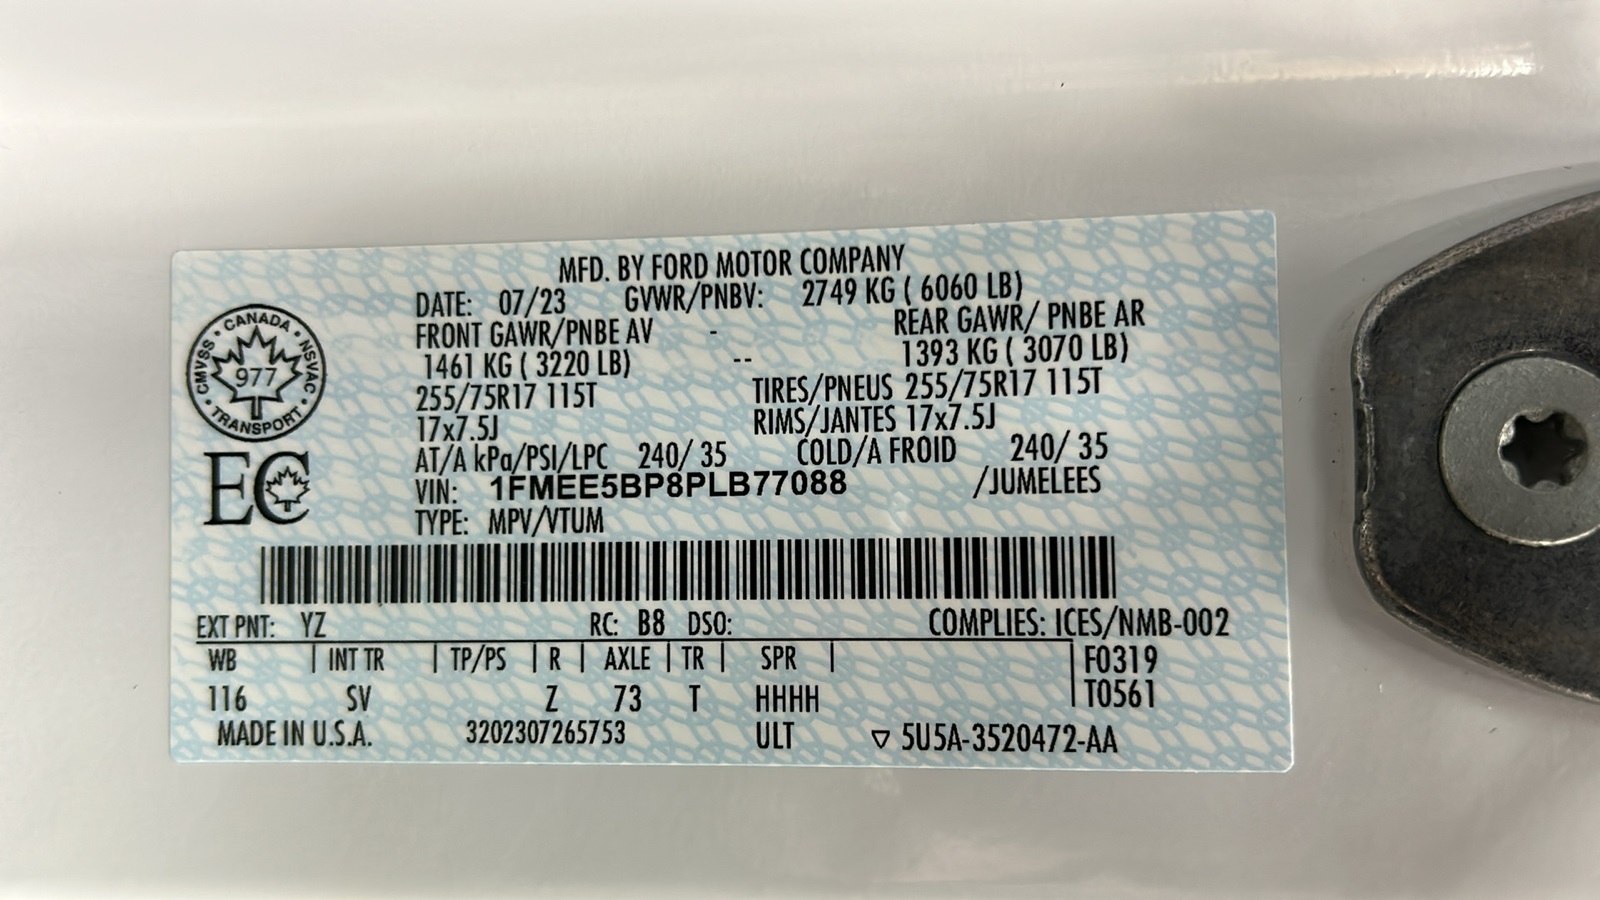 MFD. BY FORD MOTOR COMPANY
DATE: 07/23 GVWR/PNBV: 2749 KG ( 6060 LB)
FRONT GAWR/PNBE AV - REAR GAWR/ PNBE AR
1461 KG ( 3220 LB) -- 1393 KG ( 3070 LB)
255/75R17 115T TIRES/PNEUS 255/75R17 115T
17x7.5J RIMS/JANTES 17x7.5J
AT/A kPa/PSI/LPC 240/ 35 COLD/A FROID 240/ 35
VIN: 1FMEE5BP8PLB77088 /JUMELEES
TYPE: MPV/VTUM
CANADA
CMVSS NSVAC
977
TRANSPORT
EC
EXT PNT: YZ RC: B8 DSO: COMPLIES: ICES/NMB-002
WB | INT TR | TP/PS | R | AXLE | TR | SPR | F0319
116 SV Z 73 T HHHH T0561
MADE IN U.S.A. 3202307265753 ULT ▽ 5U5A-3520472-AA